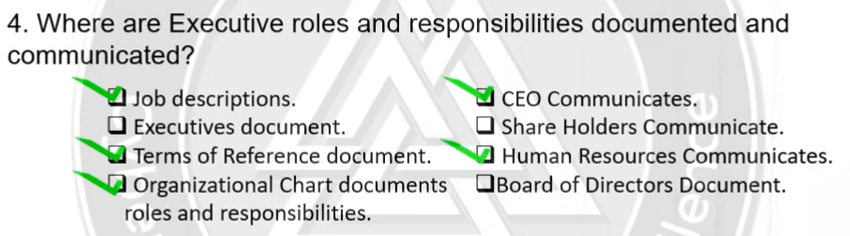 4. Where are Executive roles and responsibilities documented and
communicated?
Job descriptions.
Executives document.
Terms of Reference document.
Organizational Chart documents
roles and responsibilities.
CEO Communicates.
Share Holders Communicate.
Human Resources Communicates.
Board of Directors Document.